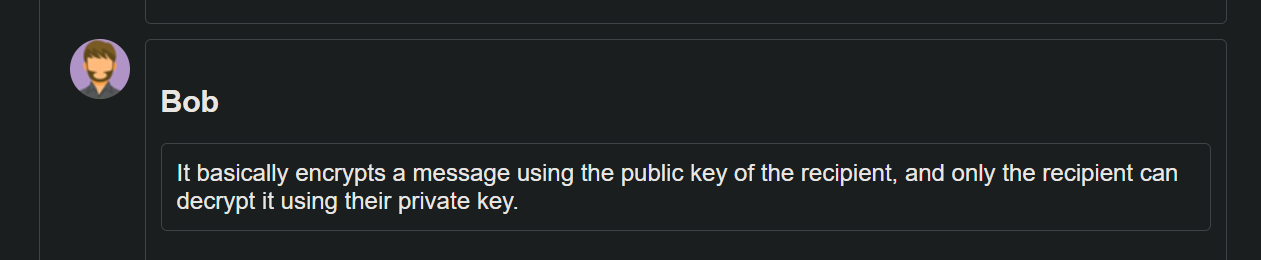 Bob
It basically encrypts a message using the public key of the recipient, and only the recipient can
decrypt it using their private key.